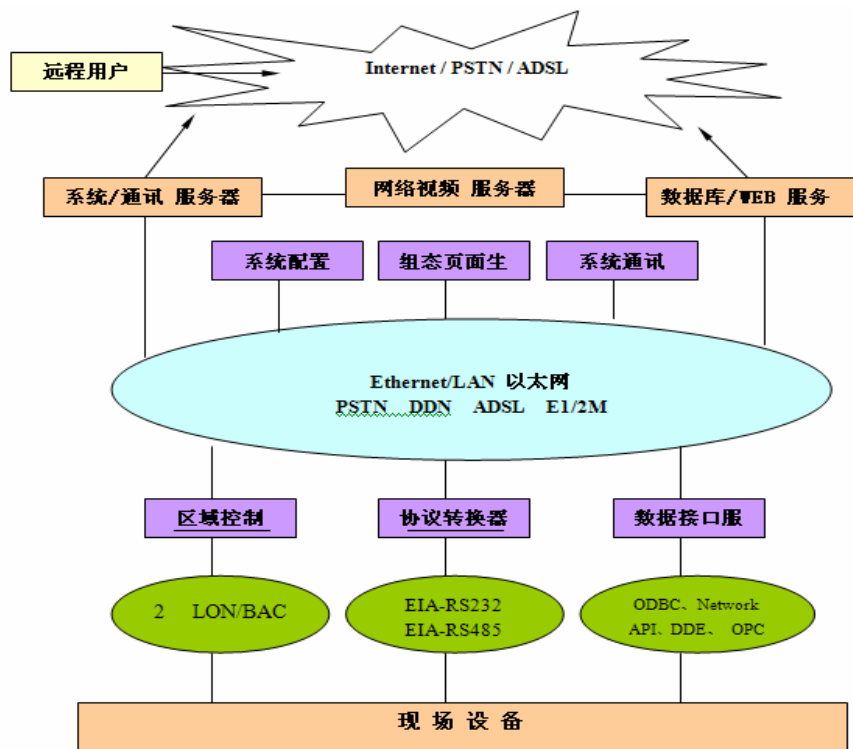 远程用户
Internet / PSTN / ADSL
系统/通讯 服务器
网络视频 服务器
数据库/WEB 服务
系统配置
组态页面生
系统通讯
Ethernet/LAN 以太网
PSTN DDN ADSL E1/2M
区域控制
协议转换器
数据接口服
2 LON/BAC
EIA-RS232
EIA-RS485
ODBC、Network
API、DDE、 OPC
现 场 设 备